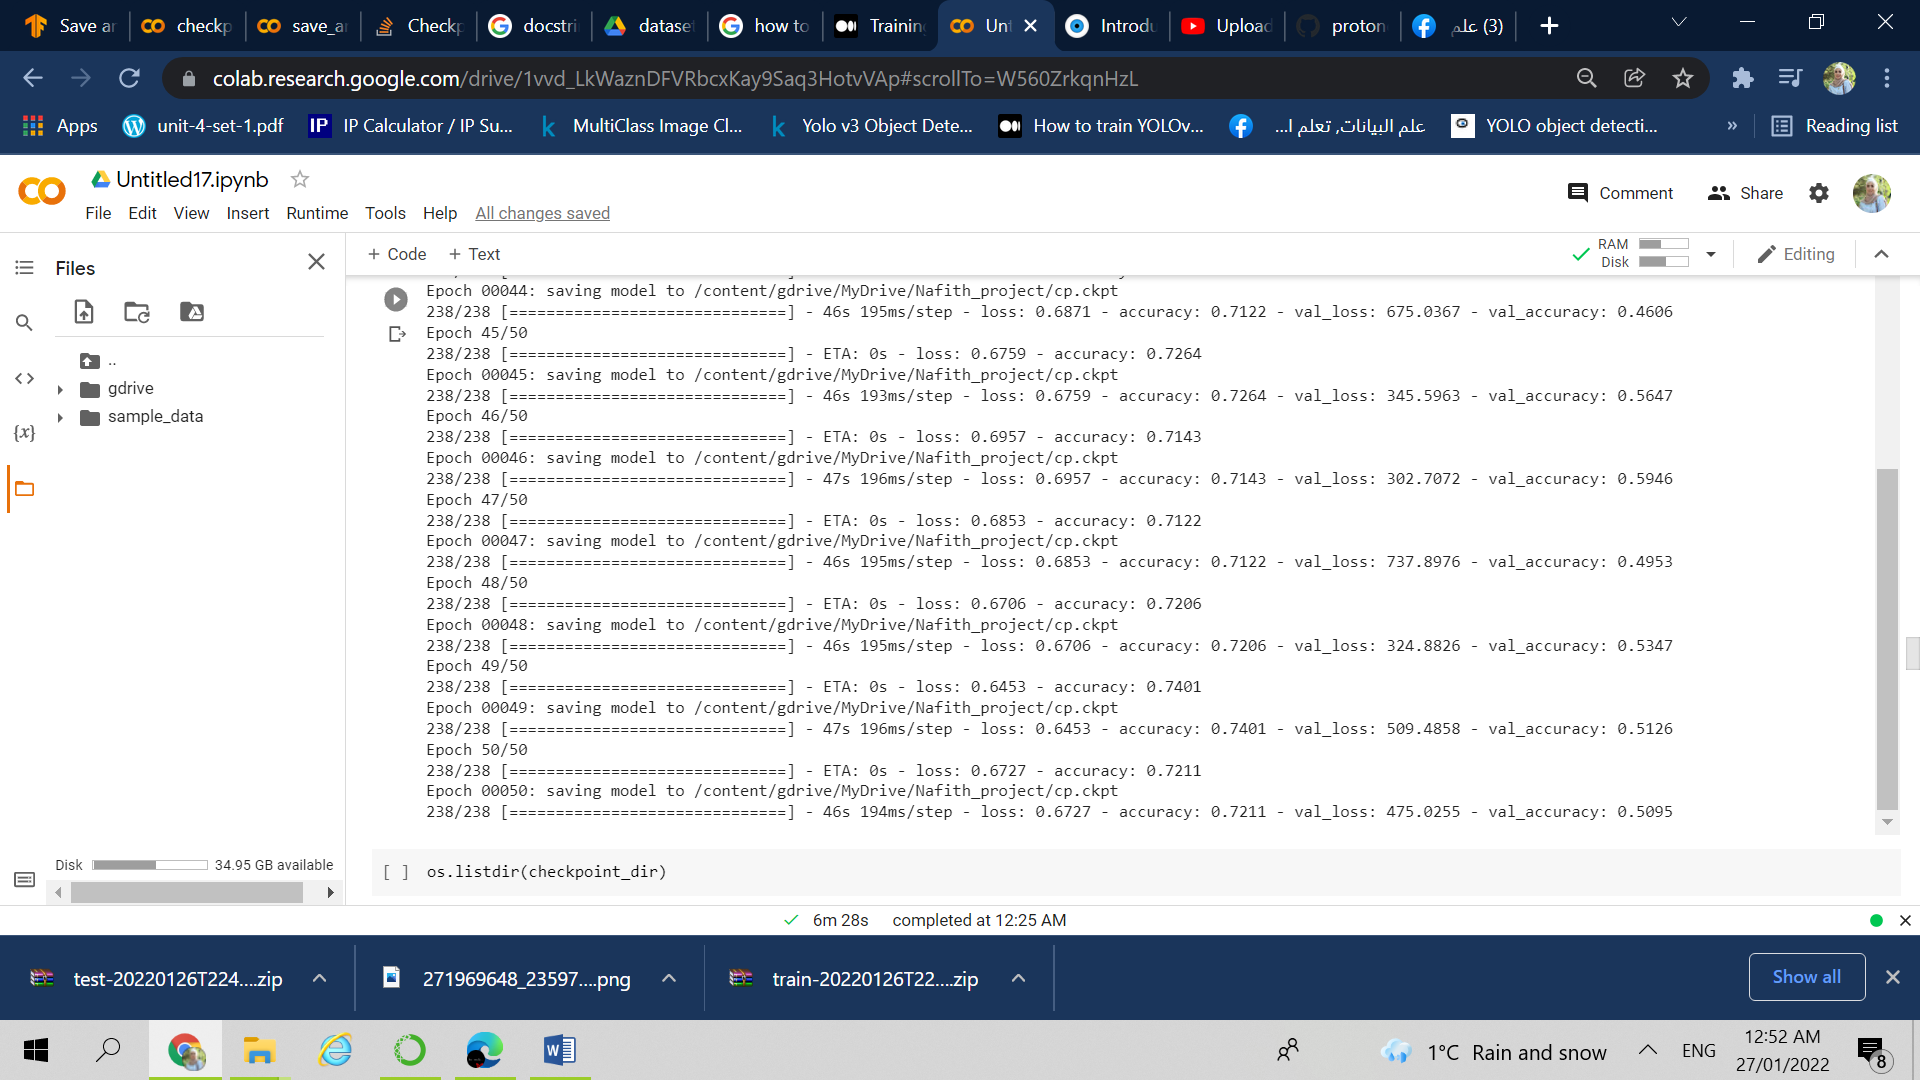 Save ar
checkp
save_ar
Checkp
docstri
dataset
how to
Training
Unt
Introdu
Upload
proton
(3) علم
colab.research.google.com/drive/1vvd_LkWaznDFVRbcxKay9Saq3HotvVAp#scrollTo=W560ZrkqnHzL
Apps
unit-4-set-1.pdf
IP
IP Calculator / IP Su...
MultiClass Image Cl...
Yolo v3 Object Dete...
How to train YOLOv...
علم البيانات, تعلم ا...
YOLO object detecti...
»
Reading list
Untitled17.ipynb
File Edit View Insert Runtime Tools Help All changes saved
Comment
Share
Files
+ Code + Text
RAM
Disk
Editing
..
gdrive
sample_data
{x}
Epoch 00044: saving model to /content/gdrive/MyDrive/Nafith_project/cp.ckpt
238/238 [==============================] - 46s 195ms/step - loss: 0.6871 - accuracy: 0.7122 - val_loss: 675.0367 - val_accuracy: 0.4606
Epoch 45/50
238/238 [==============================] - ETA: 0s - loss: 0.6759 - accuracy: 0.7264
Epoch 00045: saving model to /content/gdrive/MyDrive/Nafith_project/cp.ckpt
238/238 [==============================] - 46s 193ms/step - loss: 0.6759 - accuracy: 0.7264 - val_loss: 345.5963 - val_accuracy: 0.5647
Epoch 46/50
238/238 [==============================] - ETA: 0s - loss: 0.6957 - accuracy: 0.7143
Epoch 00046: saving model to /content/gdrive/MyDrive/Nafith_project/cp.ckpt
238/238 [==============================] - 47s 196ms/step - loss: 0.6957 - accuracy: 0.7143 - val_loss: 302.7072 - val_accuracy: 0.5946
Epoch 47/50
238/238 [==============================] - ETA: 0s - loss: 0.6853 - accuracy: 0.7122
Epoch 00047: saving model to /content/gdrive/MyDrive/Nafith_project/cp.ckpt
238/238 [==============================] - 46s 195ms/step - loss: 0.6853 - accuracy: 0.7122 - val_loss: 737.8976 - val_accuracy: 0.4953
Epoch 48/50
238/238 [==============================] - ETA: 0s - loss: 0.6706 - accuracy: 0.7206
Epoch 00048: saving model to /content/gdrive/MyDrive/Nafith_project/cp.ckpt
238/238 [==============================] - 46s 195ms/step - loss: 0.6706 - accuracy: 0.7206 - val_loss: 324.8826 - val_accuracy: 0.5347
Epoch 49/50
238/238 [==============================] - ETA: 0s - loss: 0.6453 - accuracy: 0.7401
Epoch 00049: saving model to /content/gdrive/MyDrive/Nafith_project/cp.ckpt
238/238 [==============================] - 47s 196ms/step - loss: 0.6453 - accuracy: 0.7401 - val_loss: 509.4858 - val_accuracy: 0.5126
Epoch 50/50
238/238 [==============================] - ETA: 0s - loss: 0.6727 - accuracy: 0.7211
Epoch 00050: saving model to /content/gdrive/MyDrive/Nafith_project/cp.ckpt
238/238 [==============================] - 46s 194ms/step - loss: 0.6727 - accuracy: 0.7211 - val_loss: 475.0255 - val_accuracy: 0.5095
Disk 34.95 GB available
[ ] os.listdir(checkpoint_dir)
6m 28s completed at 12:25 AM
test-20220126T224....zip
271969648_23597....png
train-20220126T22....zip
Show all
1°C Rain and snow
ENG
12:52 AM
27/01/2022
8